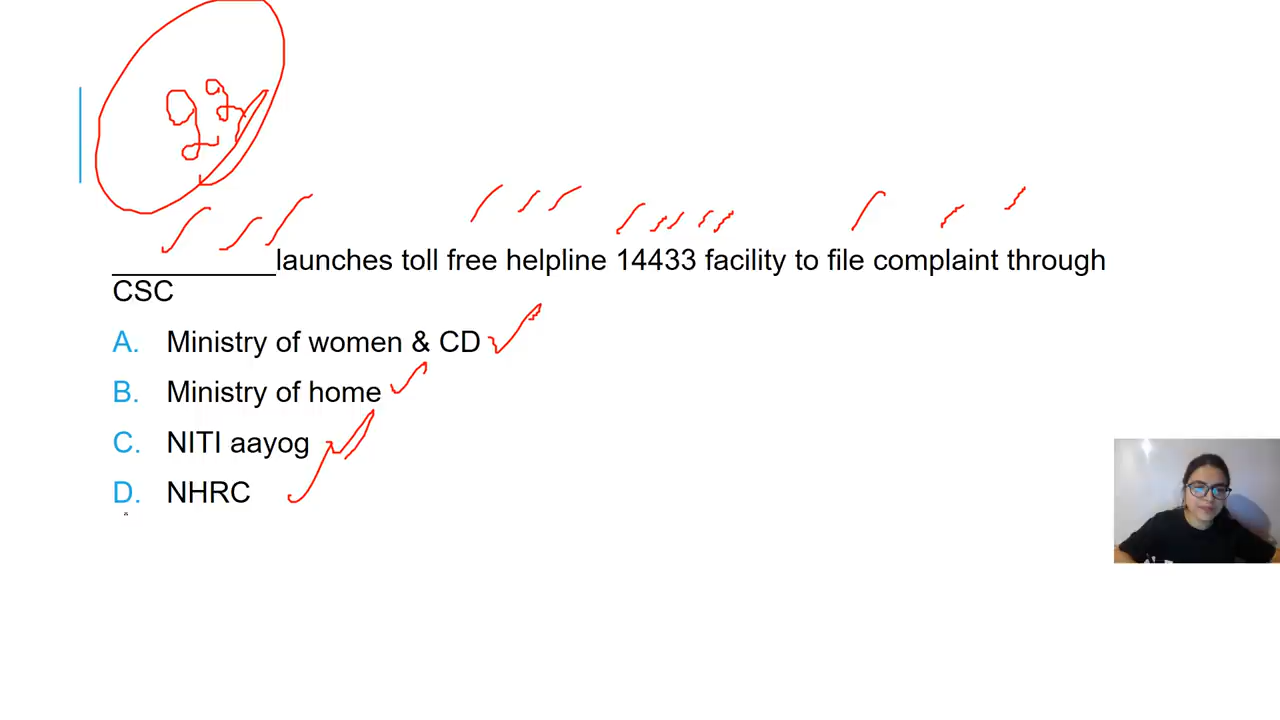 ____________launches toll free helpline 14433 facility to file complaint through
CSC
A. Ministry of women & CD
B. Ministry of home
C. NITI aayog
D. NHRC